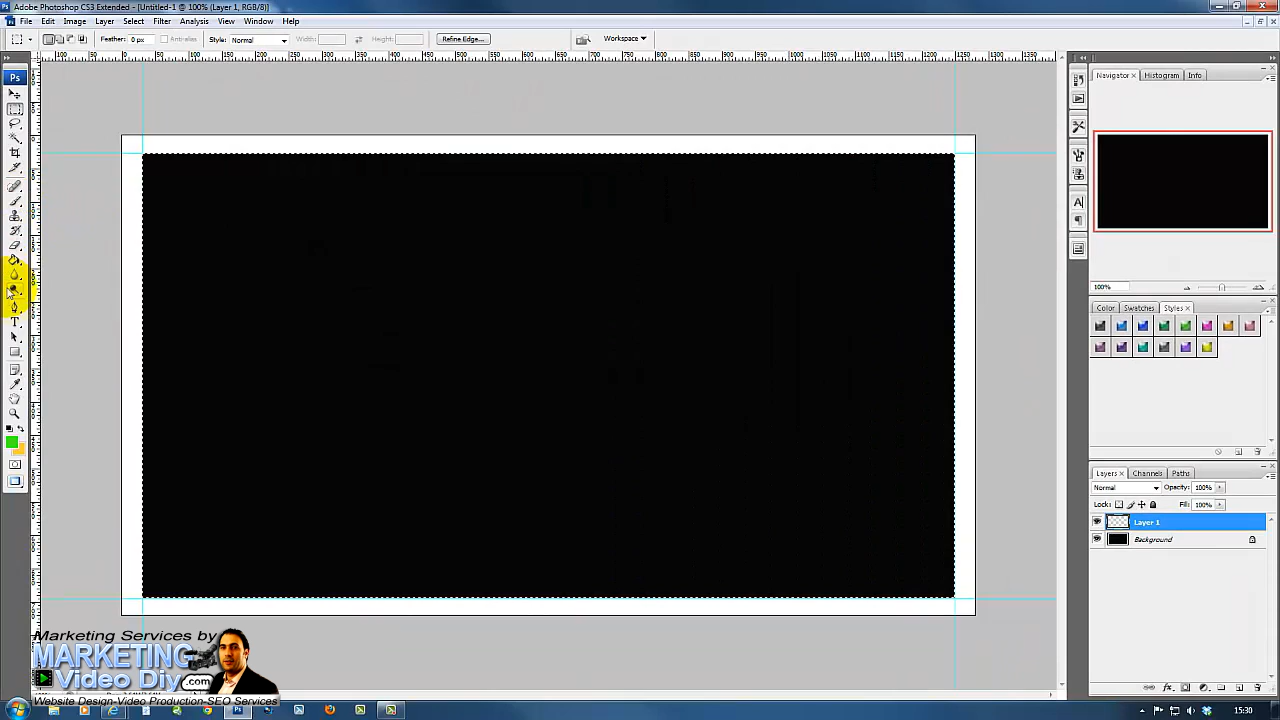 Adobe Photoshop CS3 Extended - [Untitled-1 @ 100% (Layer 1, RGB/8)]
File Edit Image Layer Select Filter Analysis View Window Help
Feather: 0 px Anti-alias Style: Normal Width: Height: Refine Edge... Workspace
Ps
Navigator x Histogram Info
100%
Color Swatches Styles x
Layers x Channels Paths
Normal Opacity: 100%
Lock: Fill: 100%
Layer 1
Background
Marketing Services by
MARKETING
Video Diy
.com
Website Design-Video Production-SEO Services
15:30